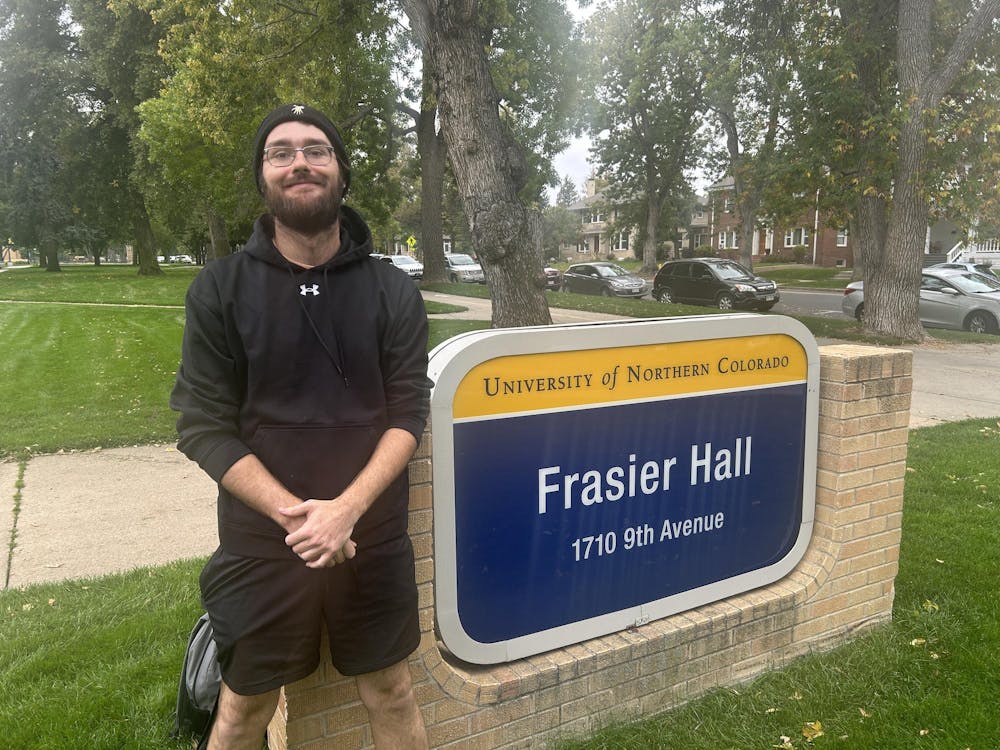 University of Northern Colorado
Frasier Hall
1710 9th Avenue